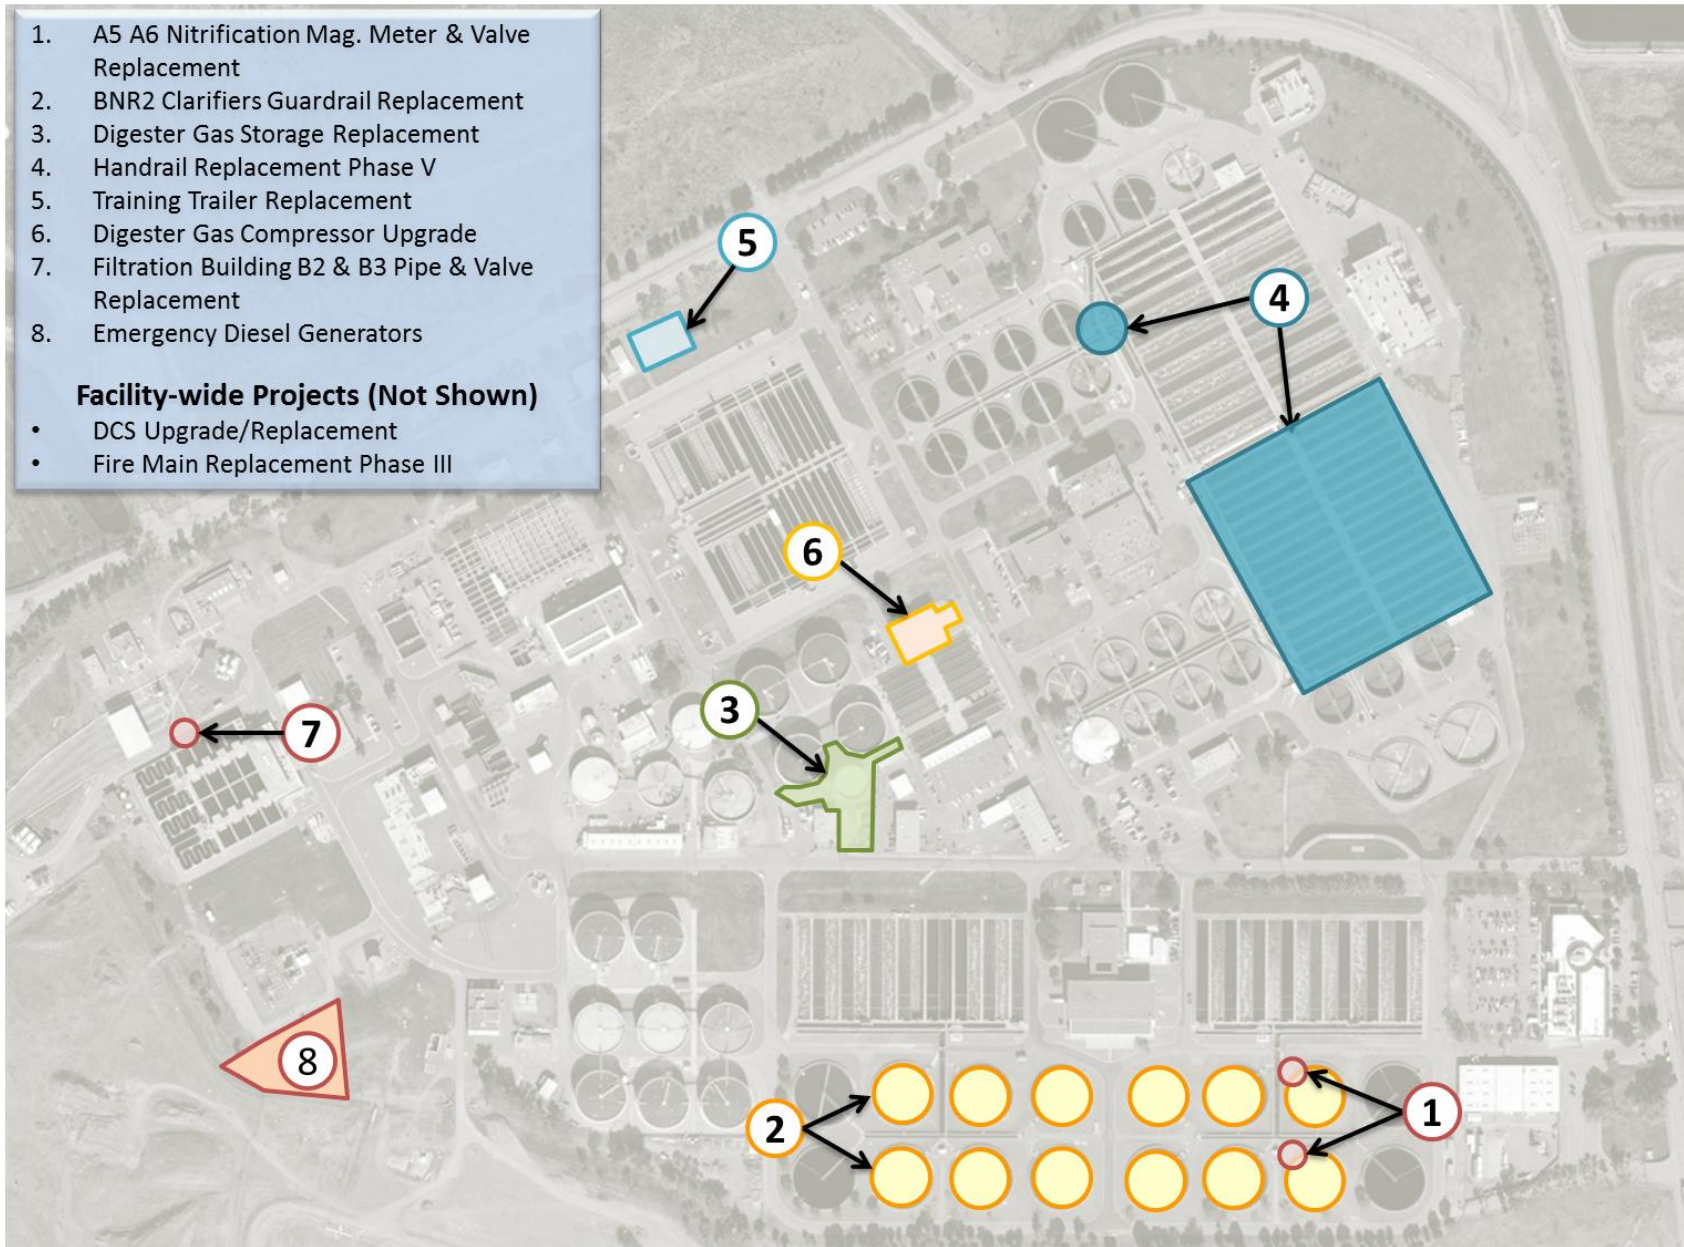 1. A5 A6 Nitrification Mag. Meter & Valve
Replacement
2. BNR2 Clarifiers Guardrail Replacement
3. Digester Gas Storage Replacement
4. Handrail Replacement Phase V
5. Training Trailer Replacement
6. Digester Gas Compressor Upgrade
7. Filtration Building B2 & B3 Pipe & Valve
Replacement
8. Emergency Diesel Generators
Facility-wide Projects (Not Shown)
• DCS Upgrade/Replacement
• Fire Main Replacement Phase III
5
4
6
3
7
8
2
1